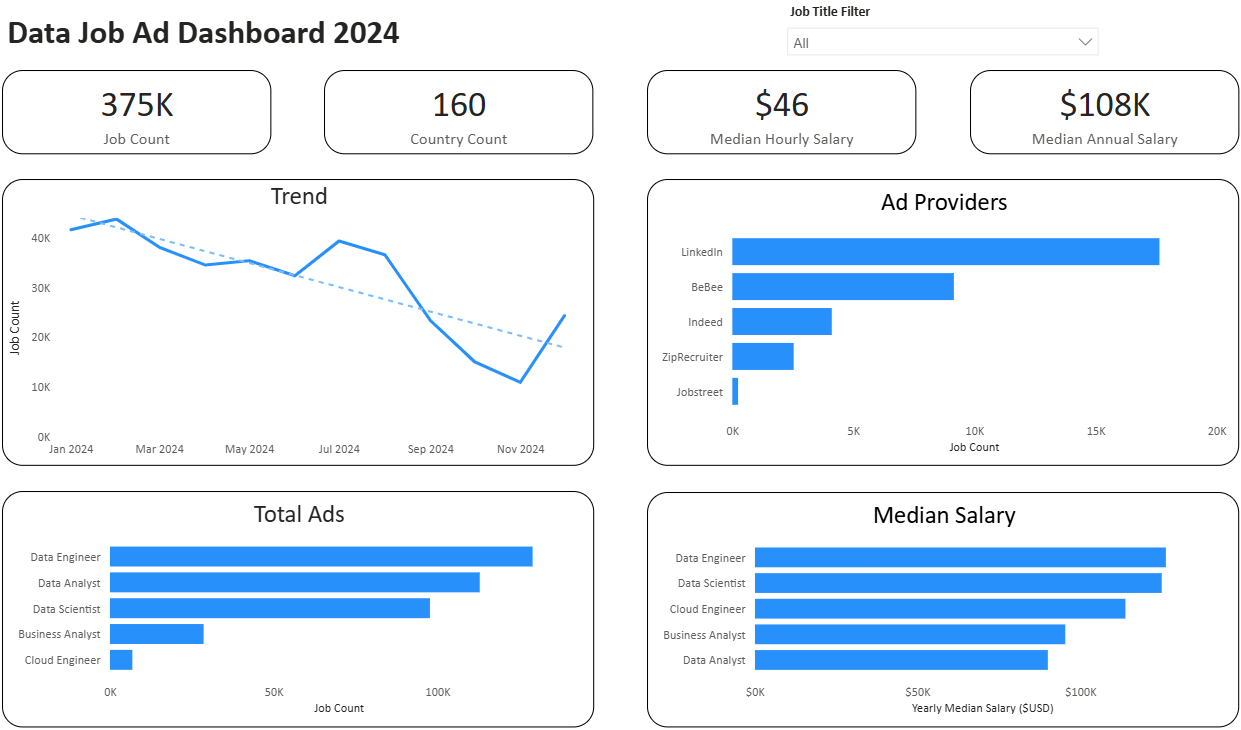 Data Job Ad Dashboard 2024
Job Title Filter
All
375K
Job Count
160
Country Count
$46
Median Hourly Salary
$108K
Median Annual Salary
Trend
Job Count
40K
30K
20K
10K
0K
Jan 2024 Mar 2024 May 2024 Jul 2024 Sep 2024 Nov 2024
Ad Providers
LinkedIn
BeBee
Indeed
ZipRecruiter
Jobstreet
0K 5K 10K 15K 20K
Job Count
Total Ads
Data Engineer
Data Analyst
Data Scientist
Business Analyst
Cloud Engineer
0K 50K 100K
Job Count
Median Salary
Data Engineer
Data Scientist
Cloud Engineer
Business Analyst
Data Analyst
$0K $50K $100K
Yearly Median Salary ($USD)